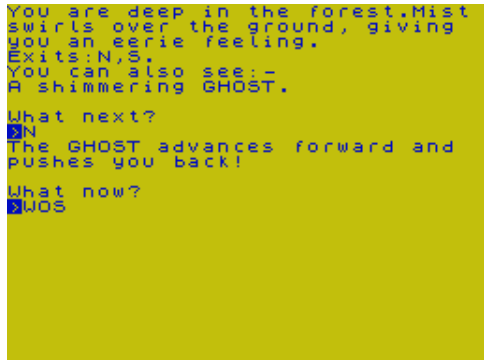 You are deep in the forest.Mist
swirls over the ground, giving
you an eerie feeling.
Exits:N,S.
You can also see:-
A shimmering GHOST.
What next?
>N
The GHOST advances forward and
pushes you back!
What now?
>WOS